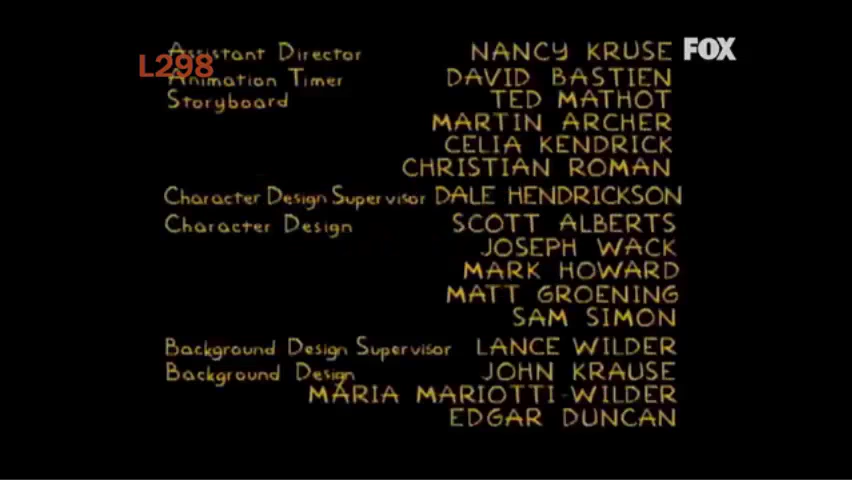 Assistant Director NANCY KRUSE FOX
L298
Animation Timer DAVID BASTIEN
Storyboard TED MATHOT
MARTIN ARCHER
CELIA KENDRICK
CHRISTIAN ROMAN
Character Design Supervisor DALE HENDRICKSON
Character Design SCOTT ALBERTS
JOSEPH WACK
MARK HOWARD
MATT GROENING
SAM SIMON
Background Design Supervisor LANCE WILDER
Background Design JOHN KRAUSE
MARIA MARIOTTI-WILDER
EDGAR DUNCAN